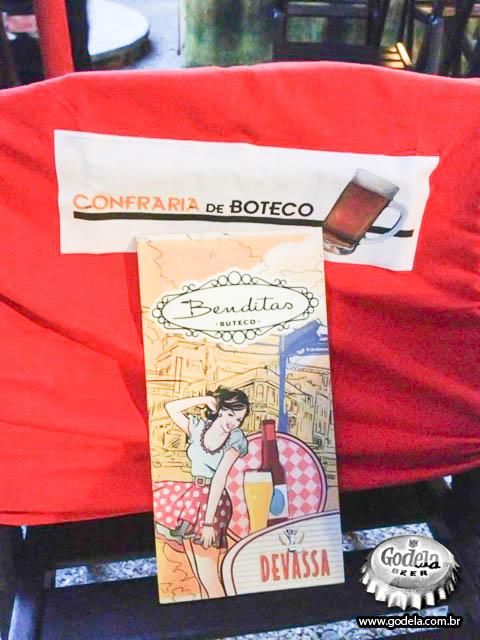 CONFRARIA DE BOTECO
Benditas
· BUTECO ·
DEVASSA
Godela
BEER
www.godela.com.br